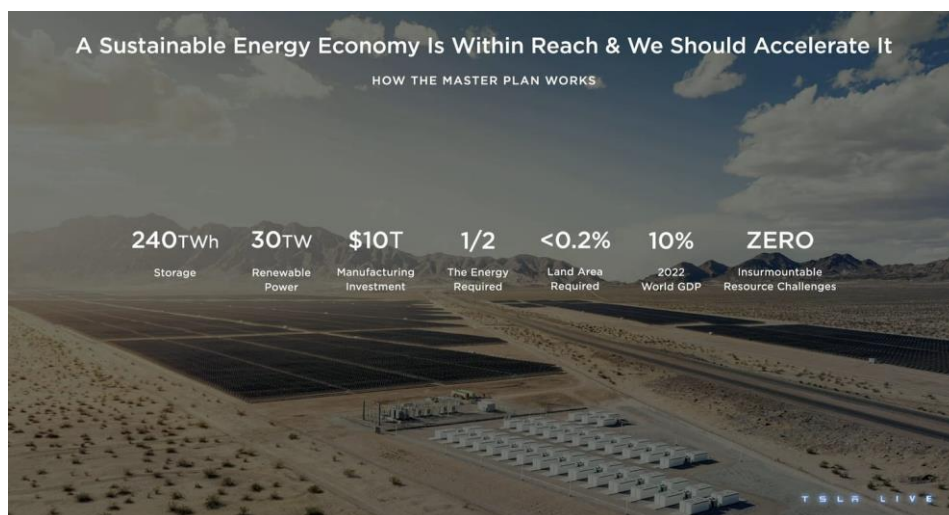 A Sustainable Energy Economy Is Within Reach & We Should Accelerate It
HOW THE MASTER PLAN WORKS
240TWh
Storage
30TW
Renewable
Power
$10T
Manufacturing
Investment
1/2
The Energy
Required
<0.2%
Land Area
Required
10%
2022
World GDP
ZERO
Insurmountable
Resource Challenges
TSLA LIVE